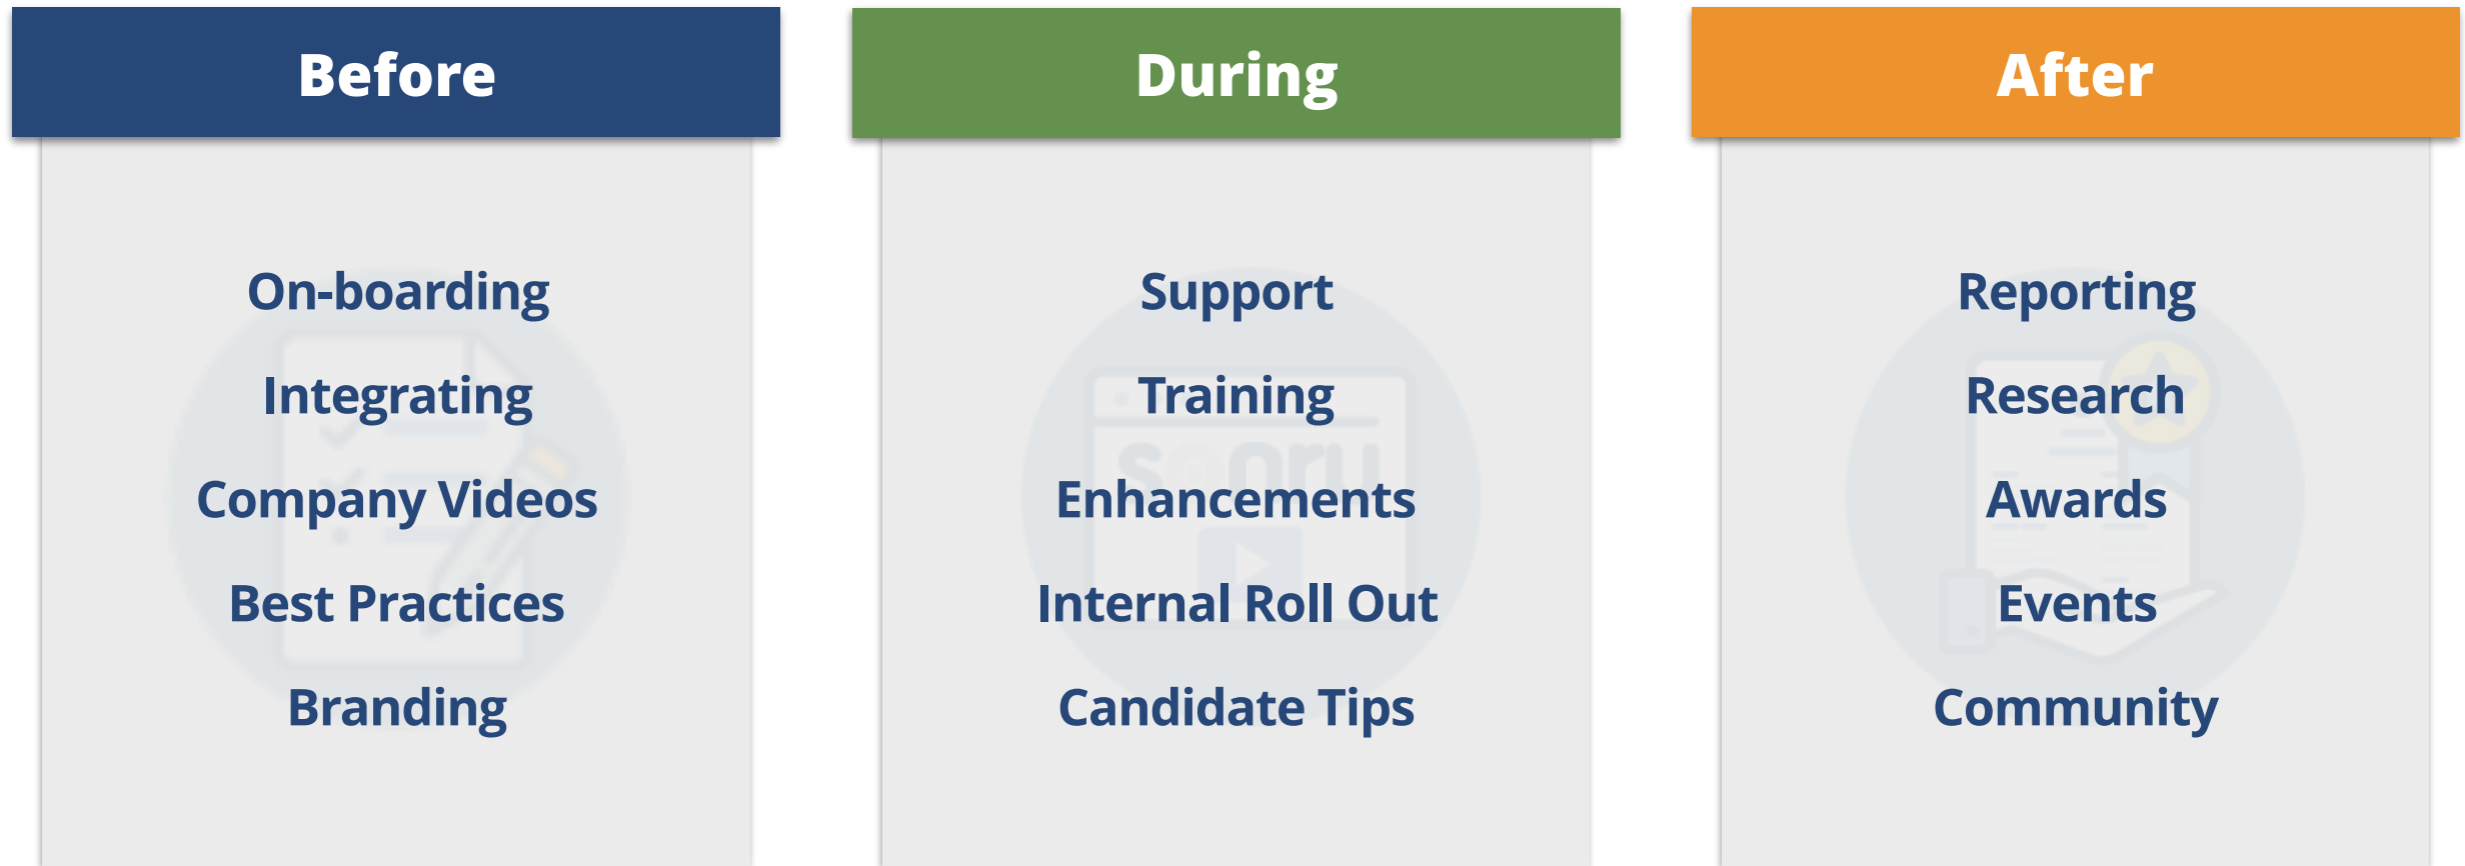 Before
On-boarding
Integrating
Company Videos
Best Practices
Branding
During
Support
Training
sonru
Enhancements
Internal Roll Out
Candidate Tips
After
Reporting
Research
Awards
Events
Community